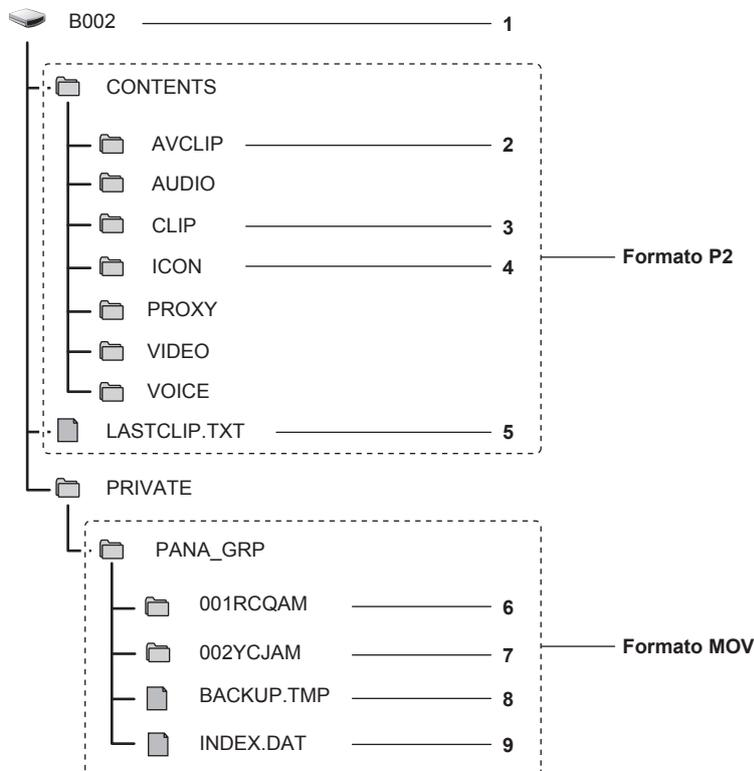 B002 1
CONTENTS
AVCLIP 2
AUDIO
CLIP 3
Formato P2
ICON 4
PROXY
VIDEO
VOICE
LASTCLIP.TXT 5
PRIVATE
PANA_GRP
001RCQAM 6
Formato MOV
002YCJAM 7
BACKUP.TMP 8
INDEX.DAT 9